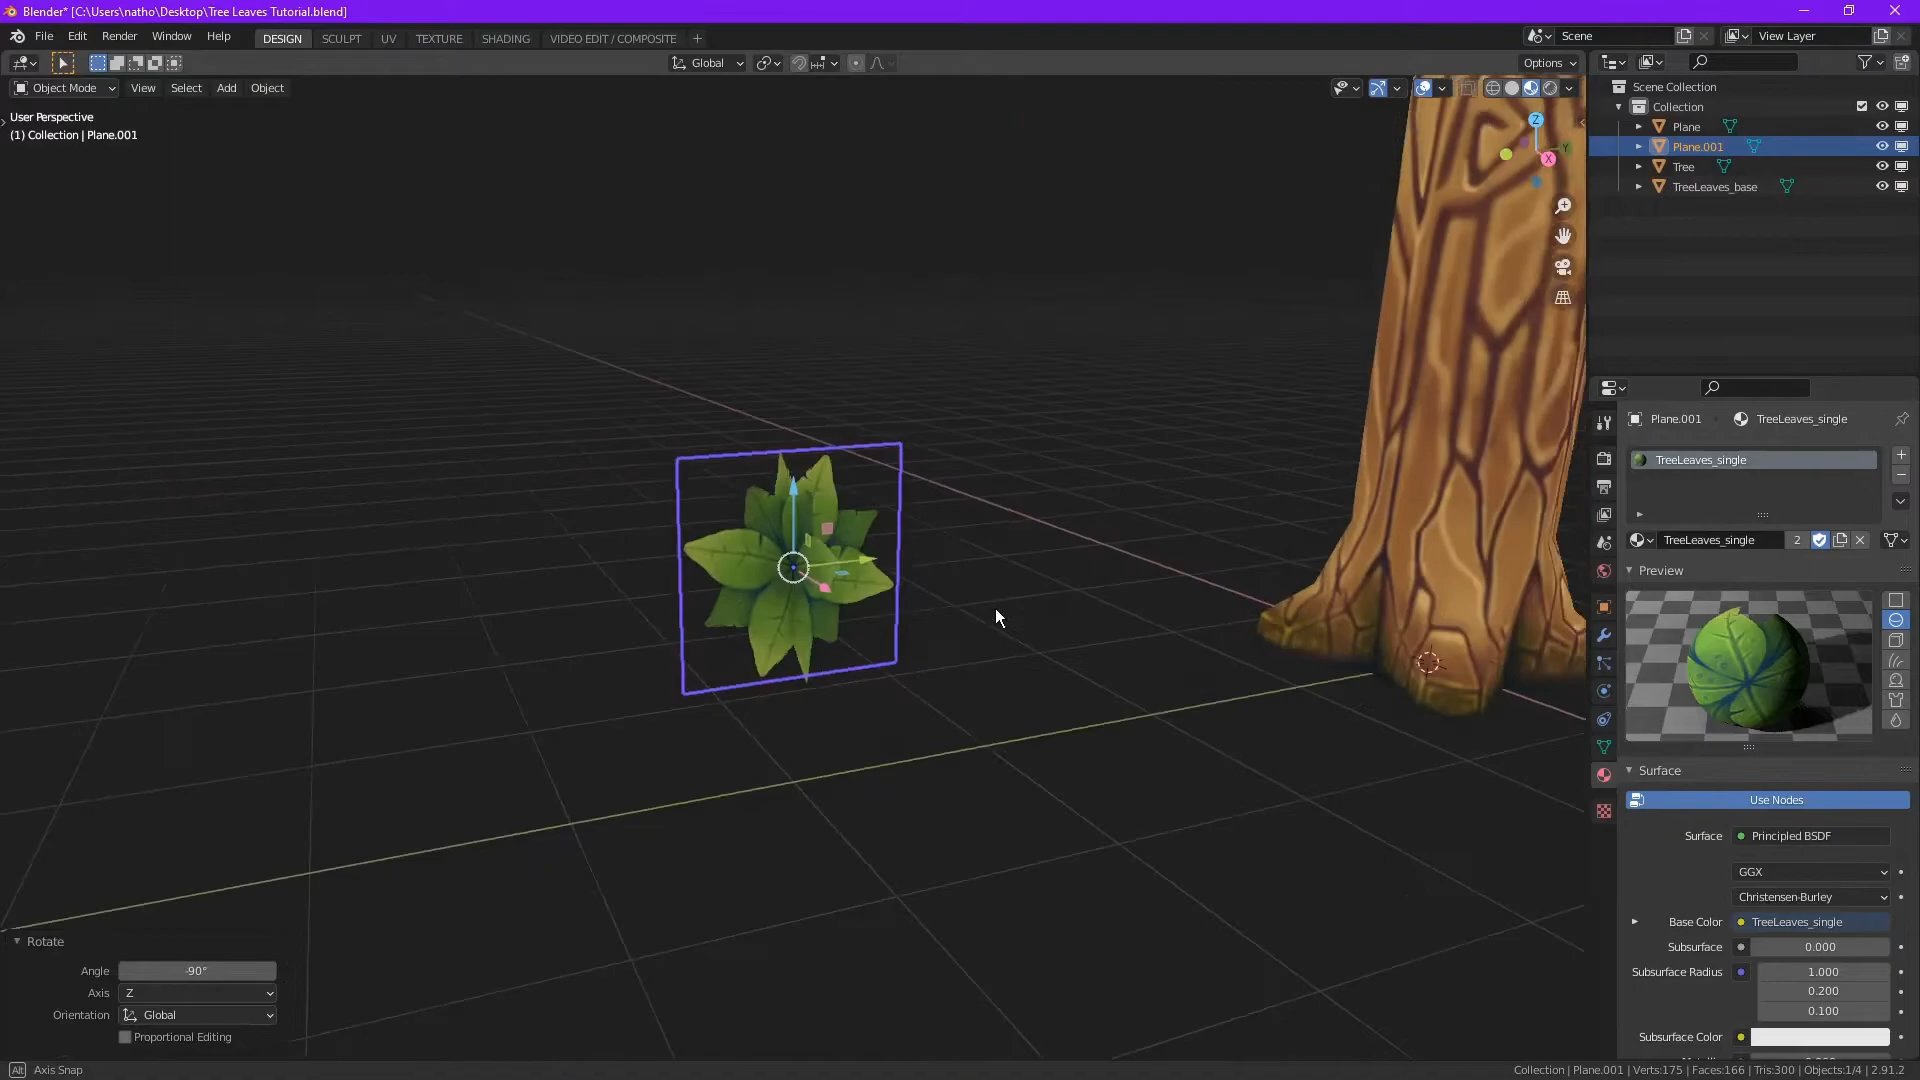 Blender* [C:\Users\natho\Desktop\Tree Leaves Tutorial.blend]
File Edit Render Window Help
DESIGN SCULPT UV TEXTURE SHADING VIDEO EDIT / COMPOSITE +
Scene
View Layer
Global
Options
Object Mode View Select Add Object
User Perspective
(1) Collection | Plane.001
Z
Y
X
Scene Collection
Collection
Plane
Plane.001
Tree
TreeLeaves_base
Plane.001 TreeLeaves_single
TreeLeaves_single
TreeLeaves_single 2
Preview
Surface
Use Nodes
Surface Principled BSDF
GGX
Christensen-Burley
Base Color TreeLeaves_single
Subsurface 0.000
Subsurface Radius 1.000
0.200
0.100
Subsurface Color
Rotate
Angle -90°
Axis Z
Orientation Global
Proportional Editing
Alt Axis Snap
Collection | Plane.001 | Verts:175 | Faces:166 | Tris:300 | Objects:1/4 | 2.91.2